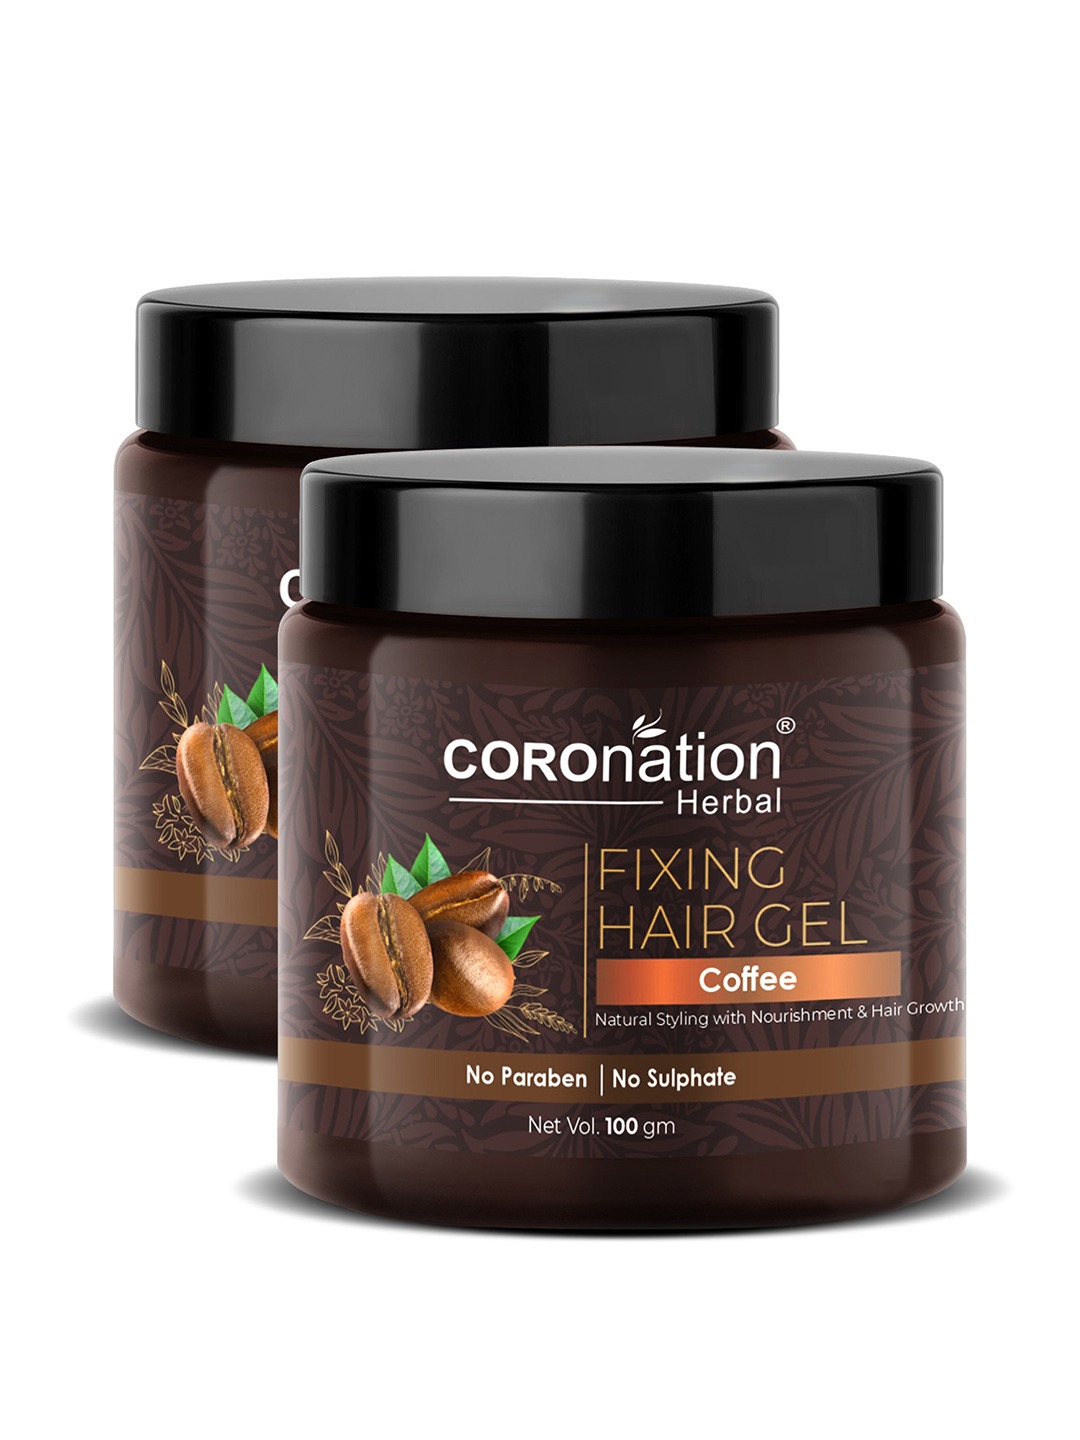 COROnation®
Herbal
FIXING
HAIR GEL
Coffee
Natural Styling with Nourishment & Hair Growth
No Paraben | No Sulphate
Net Vol. 100 gm